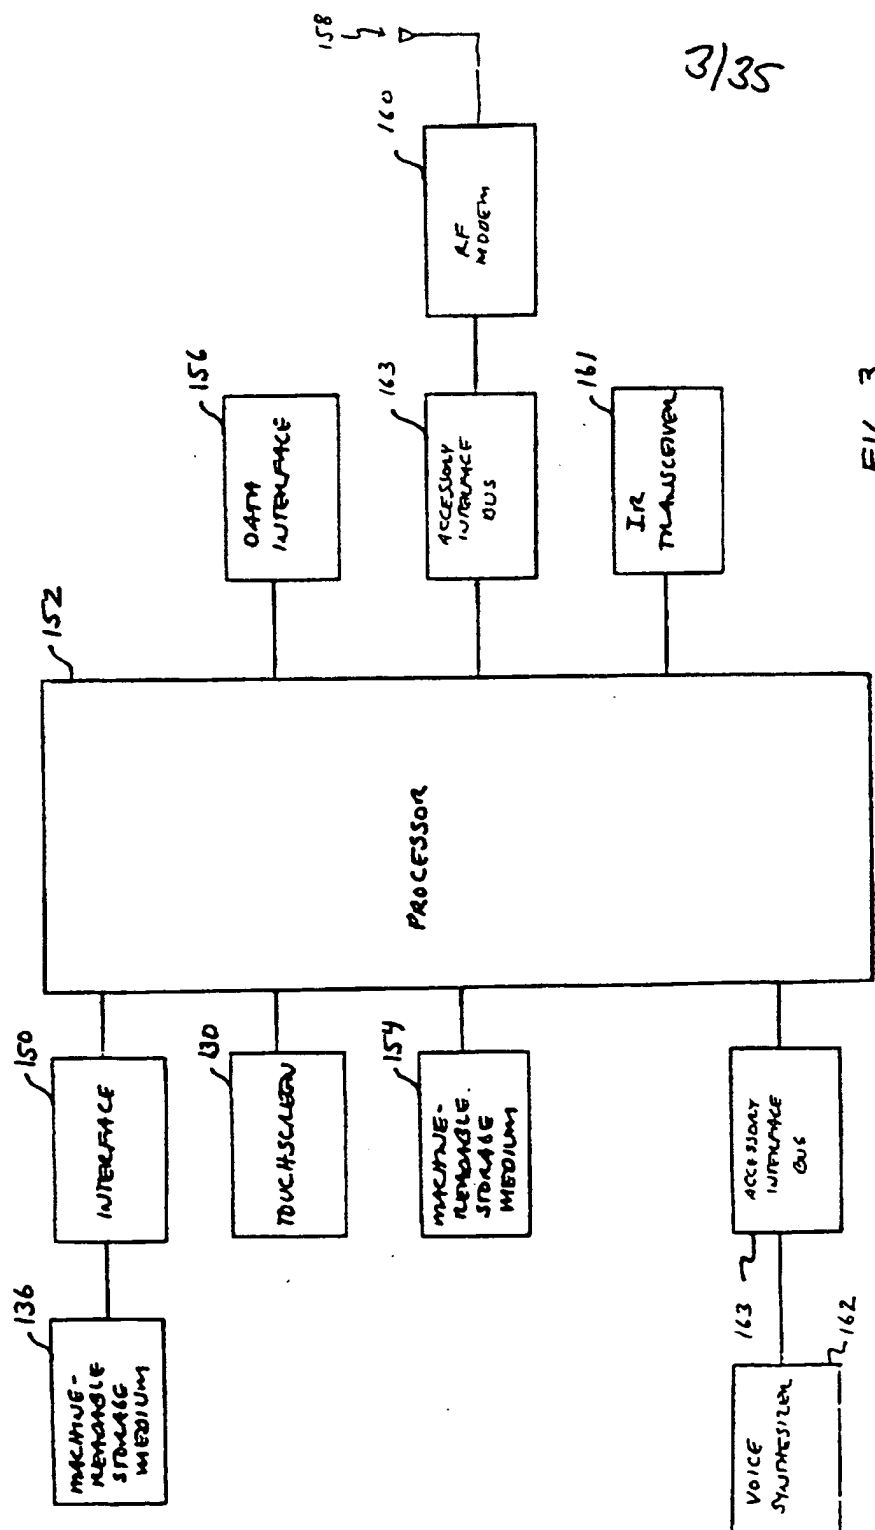 3/35
158
160
RF
MODEM
156
DATA
INTERFACE
163
ACCESSORY
INTERFACE
BUS
161
IR
TRANSCEIVER
152
PROCESSOR
150
INTERFACE
130
TOUCHSCREEN
154
MACHINE-
READABLE
STORAGE
MEDIUM
136
MACHINE-
READABLE
STORAGE
MEDIUM
ACCESSORY
INTERFACE
BUS
163
162
VOICE
SYNTHESIZER